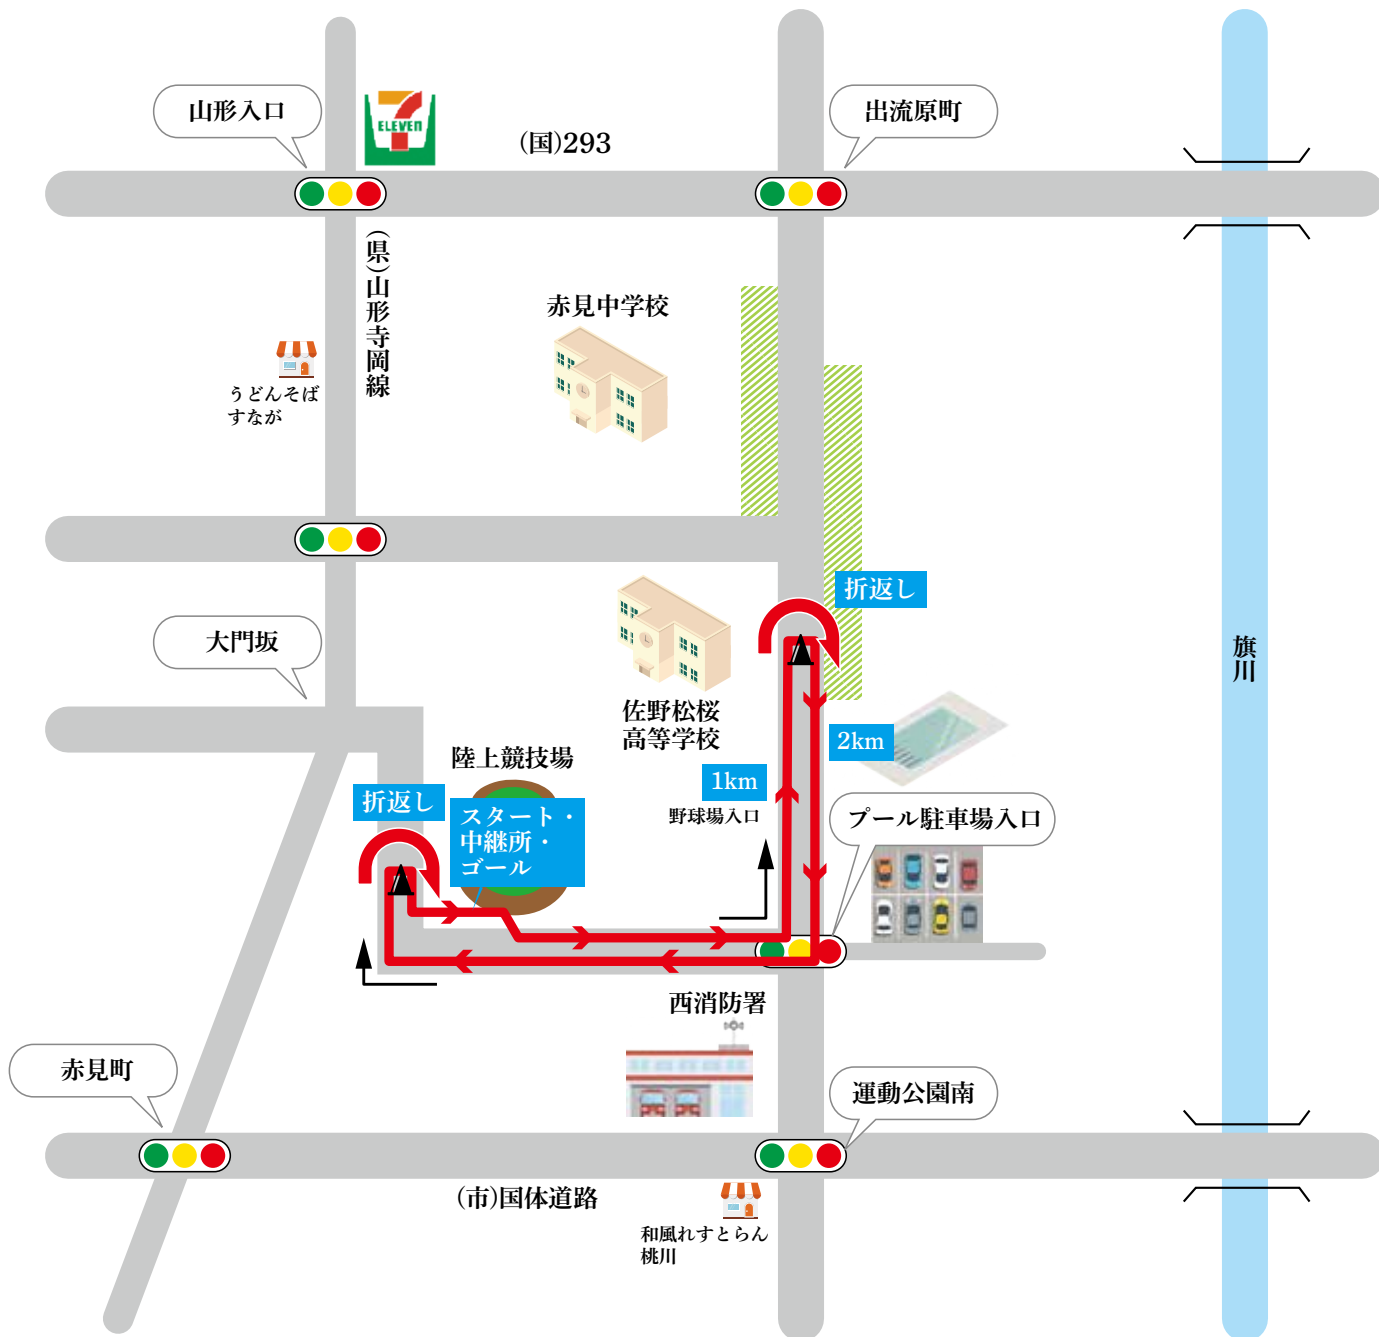 山形入口
ELEVEN
(国)293
出流原町
(県)山形寺岡線
赤見中学校
うどんそば
すなが
折返し
大門坂
旗川
佐野松桜
高等学校
2km
陸上競技場
1km
折返し
スタート・
中継所・
ゴール
野球場入口
プール駐車場入口
西消防署
赤見町
運動公園南
(市)国体道路
和風れすとらん
桃川